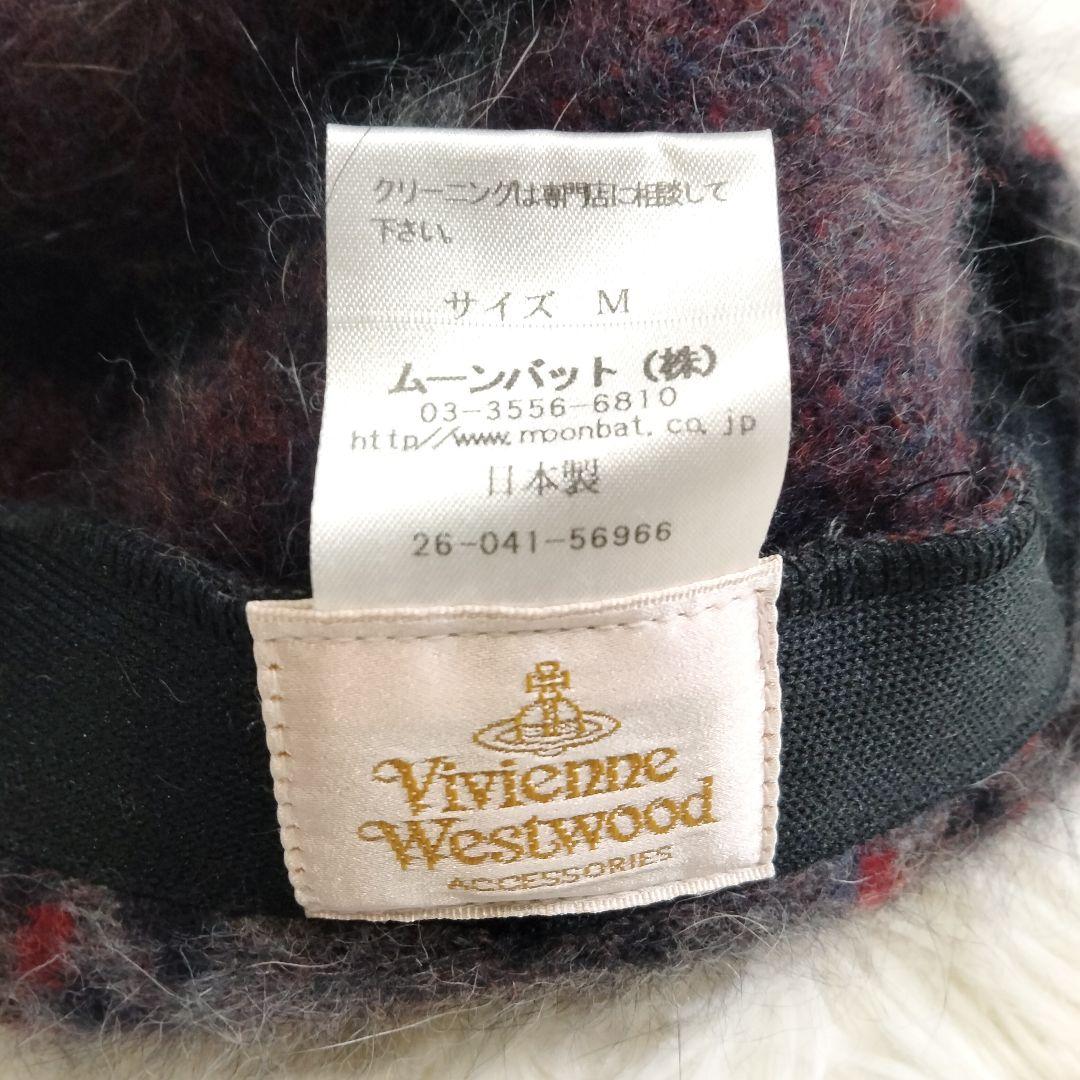 クリーニングは専門店に相談して
下さい。
サイズ M
ムーンバット（株）
03-3556-6810
http//www.moonbat.co.jp
日本製
26-041-56966
Vivienne
Westwood
ACCESSORIES